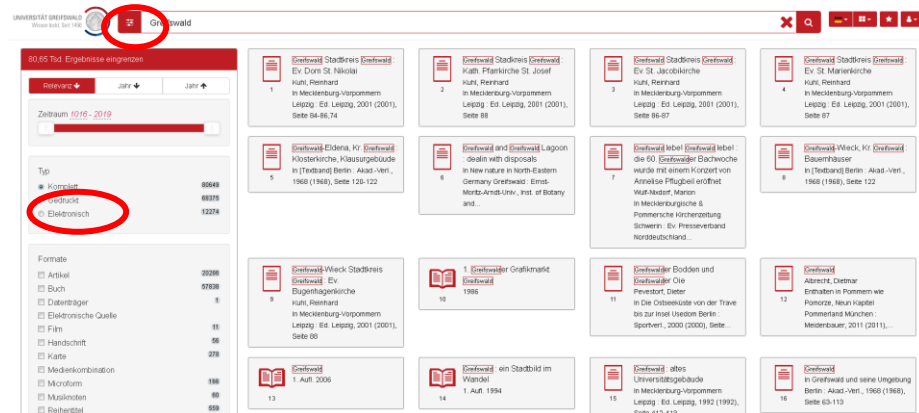 UNIVERSITÄT GREIFSWALD
Wissen lockt. Seit 1456
Greifswald
80,65 Tsd. Ergebnisse eingrenzen
Relevanz
Jahr
Jahr
Zeitraum 1016 - 2019
Typ
Komplett 80649
Gedruckt 68375
Elektronisch 12274
Formate
Artikel 20298
Buch 57839
Datenträger
Elektronische Quelle
Film 11
Handschrift 56
Karte 278
Medienkombination
Microform
Musiknoten 60
Reihentitel 559
Greifswald Stadtkreis Greifswald :
Ev. Dom St. Nikolai
Kuhl, Reinhard
In Mecklenburg-Vorpommern
Leipzig : Ed. Leipzig, 2001 (2001),
Seite 84-86,74
1
Greifswald Stadkreis Greifswald :
Kath. Pfarrkirche St. Josef
Kuhl, Reinhard
In Mecklenburg-Vorpommern
Leipzig : Ed. Leipzig, 2001 (2001),
Seite 88
2
Greifswald Stadtkreis Greifswald :
Ev. St. Jacobikirche
Kuhl, Reinhard
In Mecklenburg-Vorpommern
Leipzig : Ed. Leipzig, 2001 (2001),
Seite 86-87
3
Greifswald Stadtkreis Greifswald :
Ev. St. Marienkirche
Kuhl, Reinhard
In Mecklenburg-Vorpommern
Leipzig : Ed. Leipzig, 2001 (2001),
Seite 87
4
Greifswald-Eldena, Kr. Greifswald :
Klosterkirche, Klausurgebäude
In [Textband] Berlin : Akad.-Verl.,
1968 (1968), Seite 120-122
5
Greifswald and Greifswald Lagoon
: dealin with disposals
In New nature in North-Eastern
Germany Greifswald : Ernst-
Moritz-Arndt-Univ., Inst. of Botany
and...
6
Greifswald lebe! Greifswald lebe! :
die 60. Greifswalder Bachwoche
wurde mit einem Konzert von
Annelise Pflugbeil eröffnet
Wulf-Nixdorf, Marion
In Mecklenburgische &
Pommersche Kirchenzeitung
Schwerin : Ev. Presseverband
Norddeutschland...
7
Greifswald-Wieck, Kr. Greifswald :
Bauernhäuser
In [Textband] Berlin : Akad.-Verl.,
1968 (1968), Seite 122
8
Greifswald-Wieck Stadtkreis
Greifswald : Ev.
Bugenhagenkirche
Kuhl, Reinhard
In Mecklenburg-Vorpommern
Leipzig : Ed. Leipzig, 2001 (2001),
Seite 88
9
1. Greifswalder Grafikmarkt
Greifswald
1986
10
Greifswalder Bodden und
Greifswalder Oie
Pevestorf, Dieter
In Die Ostseeküste von der Trave
bis zur Insel Usedom Berlin :
Sportverl., 2000 (2000), Seite...
11
Greifswald
Albrecht, Dietmar
Enthalten in Pommern wie
Pomorze, Neun Kapitel
Pommerland München :
Meidenbauer, 2011 (2011),...
12
Greifswald
1. Aufl. 2006
13
Greifswald : ein Stadtbild im
Wandel
1. Aufl. 1994
14
Greifswald : altes
Universitätsgebäude
In Mecklenburg-Vorpommern
Leipzig : Ed. Leipzig, 1992 (1992),
Seite 412-413
15
Greifswald
In Greifswald und seine Umgebung
Berlin : Akad.-Verl., 1968 (1968),
Seite 63-113
16